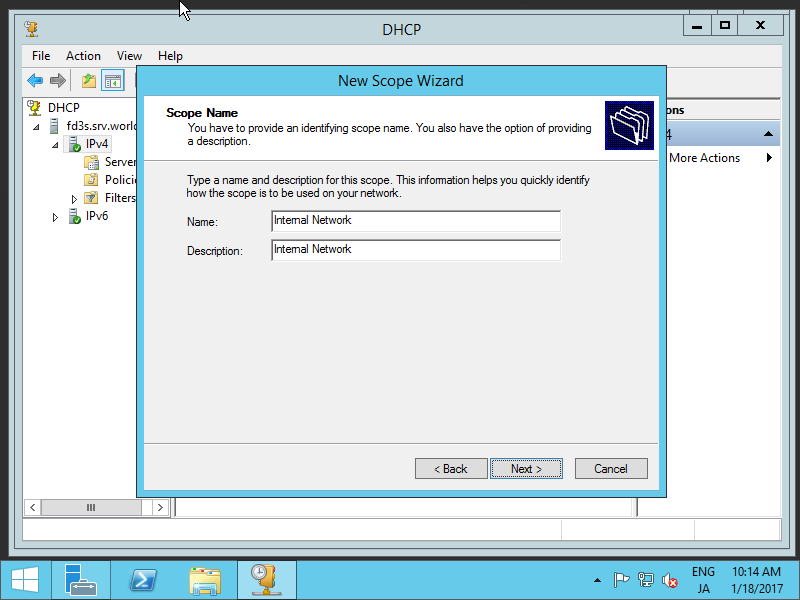 DHCP
File Action View Help
New Scope Wizard
DHCP
fd3s.srv.world
IPv4
Server
Policie
Filters
IPv6
Scope Name
You have to provide an identifying scope name. You also have the option of providing
a description.
Type a name and description for this scope. This information helps you quickly identify
how the scope is to be used on your network.
Name: Internal Network
Description: Internal Network
< Back Next > Cancel
ons
4
More Actions
ENG 10:14 AM
JA 1/18/2017